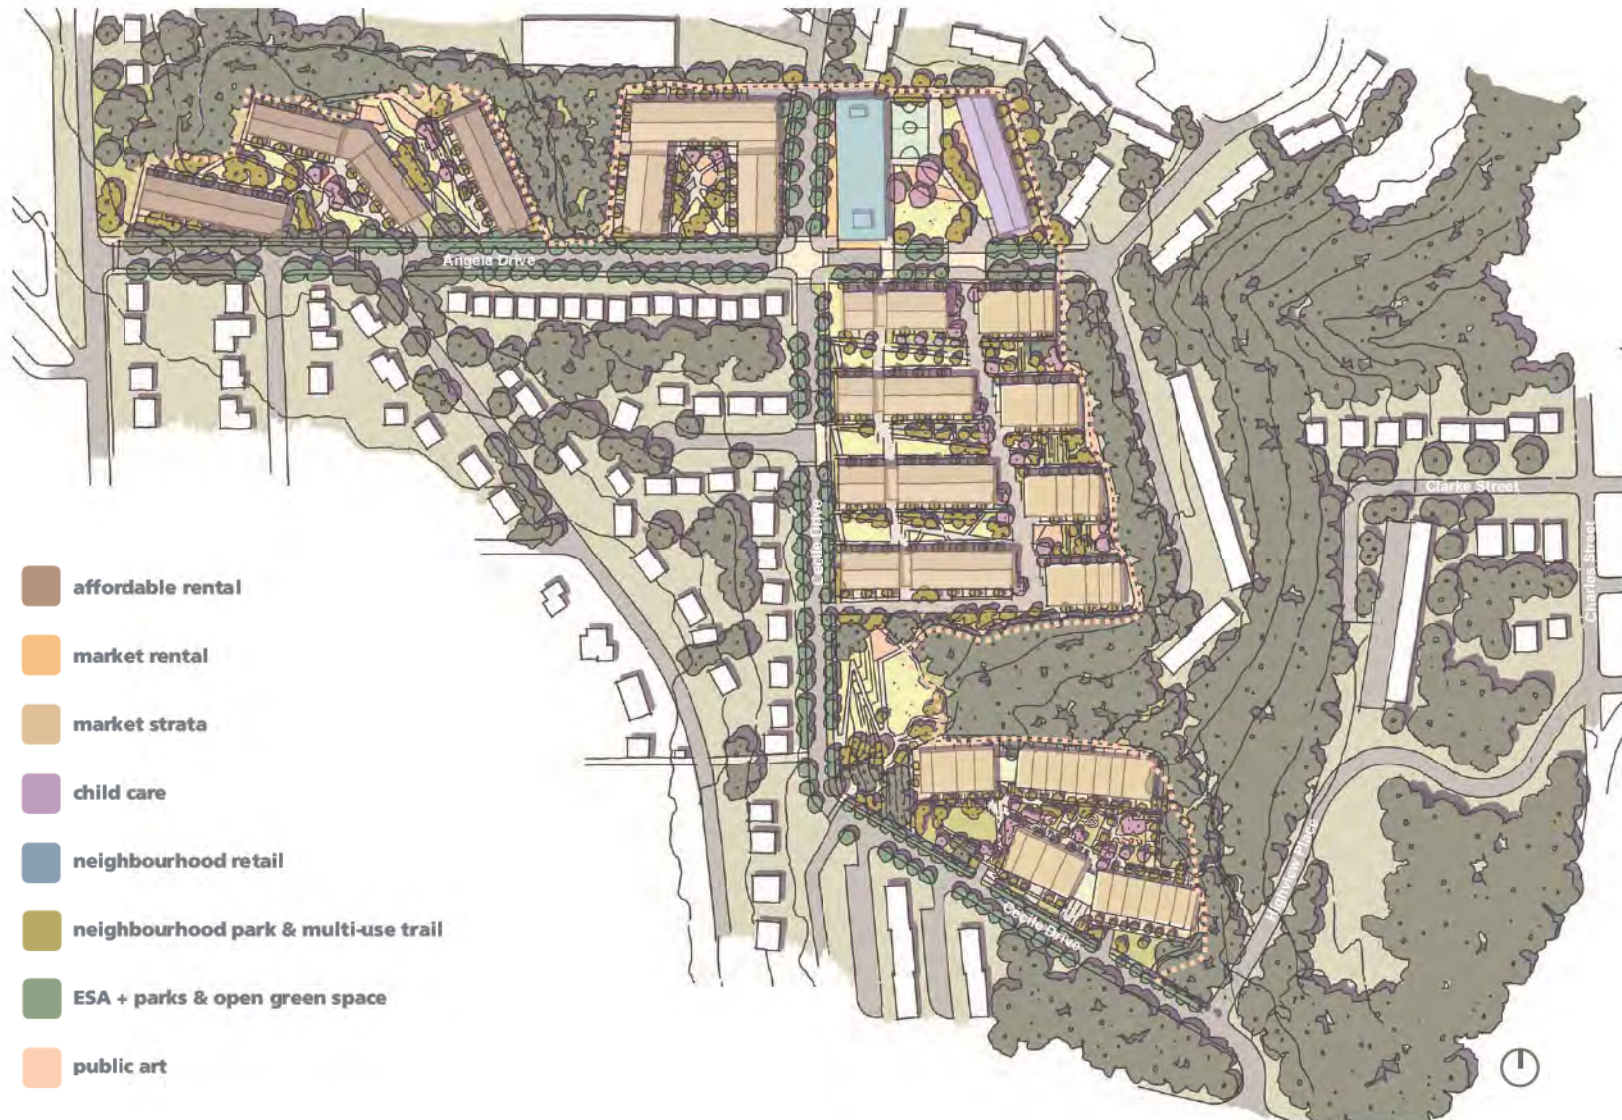 Angela Drive
Clarke Street
Charles Street
Cecile Drive
affordable rental
market rental
market strata
child care
neighbourhood retail
neighbourhood park & multi-use trail
Highview Place
Cecile Drive
ESA + parks & open green space
public art